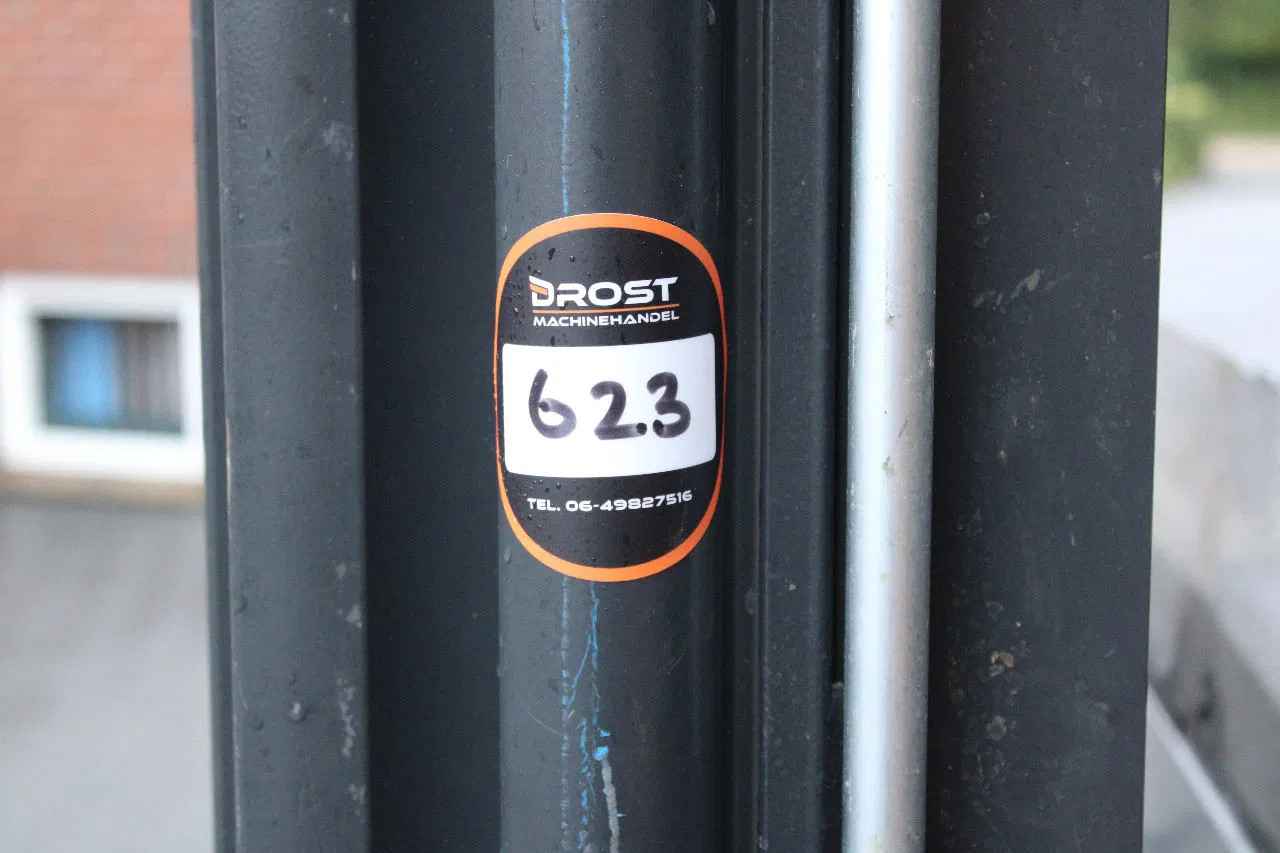 DROST
MACHINEHANDEL
623
TEL. 06-49827516